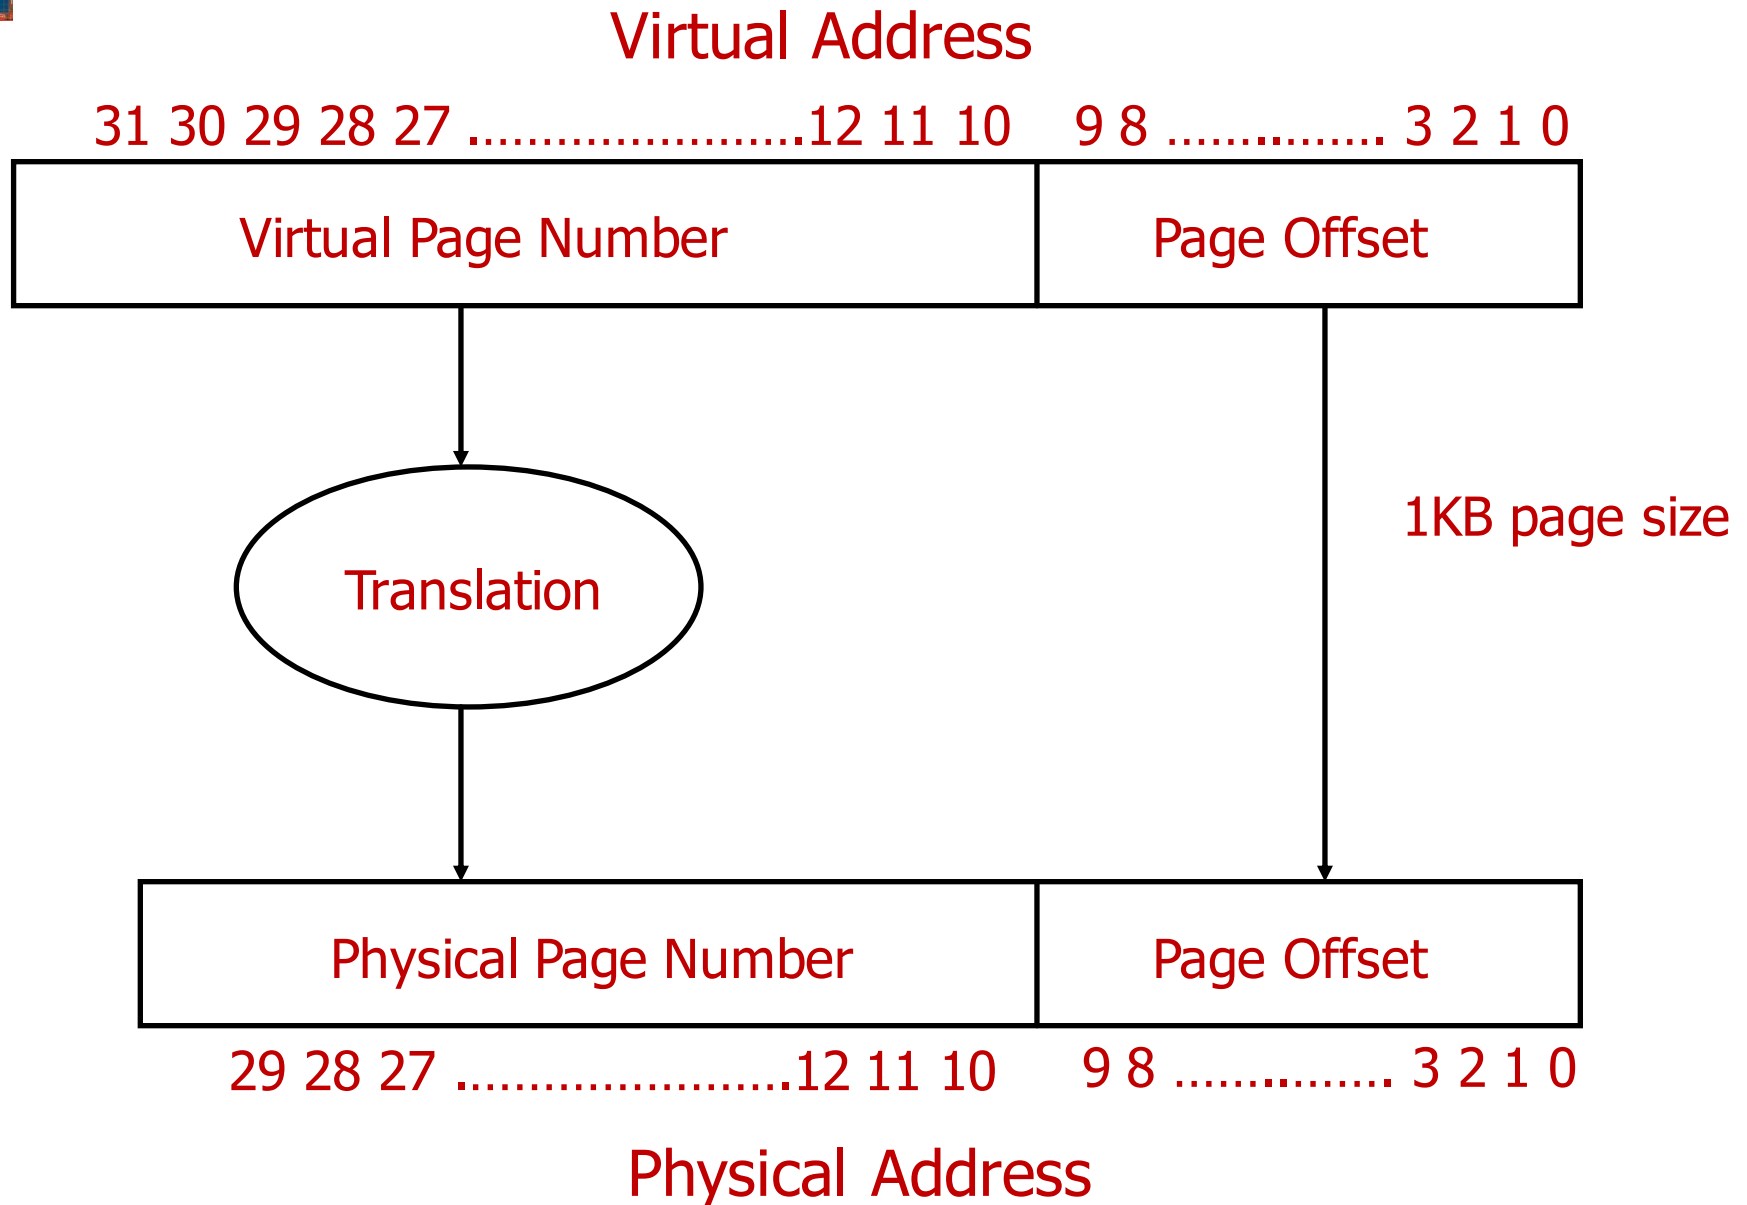 Virtual Address
31 30 29 28 27 .......................12 11 10 9 8 ............... 3 2 1 0
Virtual Page Number Page Offset
1KB page size
Translation
Physical Page Number Page Offset
29 28 27 .......................12 11 10 9 8 ............... 3 2 1 0
Physical Address